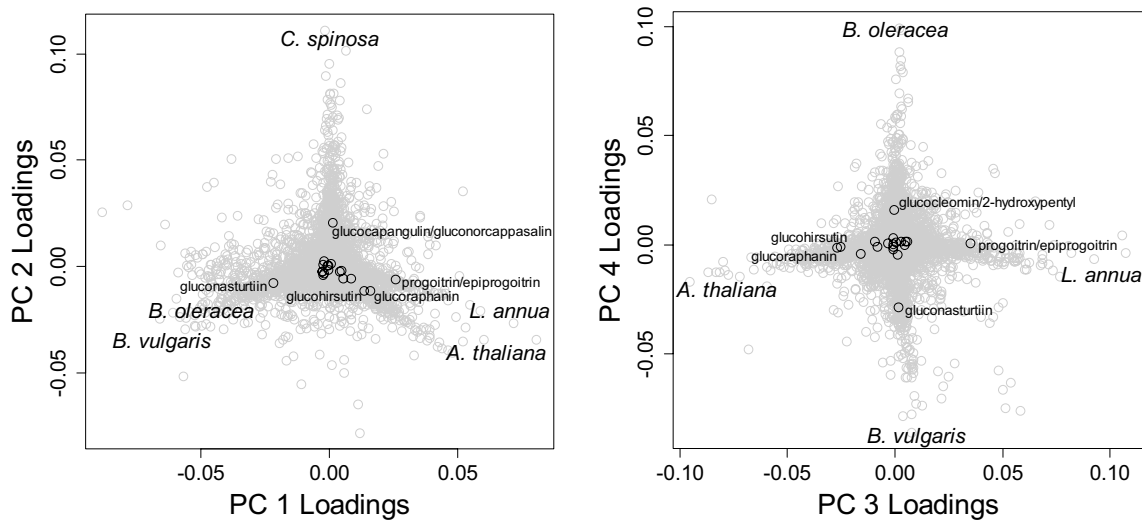 C. spinosa
0.10
0.05
0.00
-0.05
PC 2 Loadings
glucocapangulin/gluconorcappasalin
gluconasturtiin
progoitrin/epiprogoitrin
glucohirsutin
glucoraphanin
B. oleracea
L. annua
B. vulgaris
A. thaliana
-0.05
0.00
0.05
PC 1 Loadings
B. oleracea
0.10
0.05
0.00
-0.05
PC 4 Loadings
glucocleomin/2-hydroxypentyl
glucohirsutin
progoitrin/epiprogoitrin
glucoraphanin
L. annua
A. thaliana
gluconasturtiin
B. vulgaris
-0.10
-0.05
0.00
0.05
0.10
PC 3 Loadings